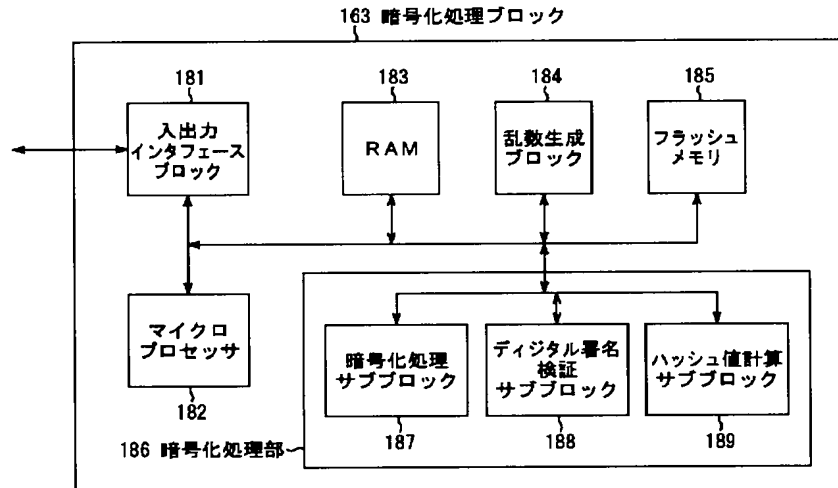 163 暗号化処理ブロック
181
183
184
185
入出力
インタフェース
ブロック
RAM
乱数生成
ブロック
フラッシュ
メモリ
マイクロ
プロセッサ
182
暗号化処理
サブブロック
ディジタル署名
検証
サブブロック
ハッシュ値計算
サブブロック
187
188
189
186 暗号化処理部